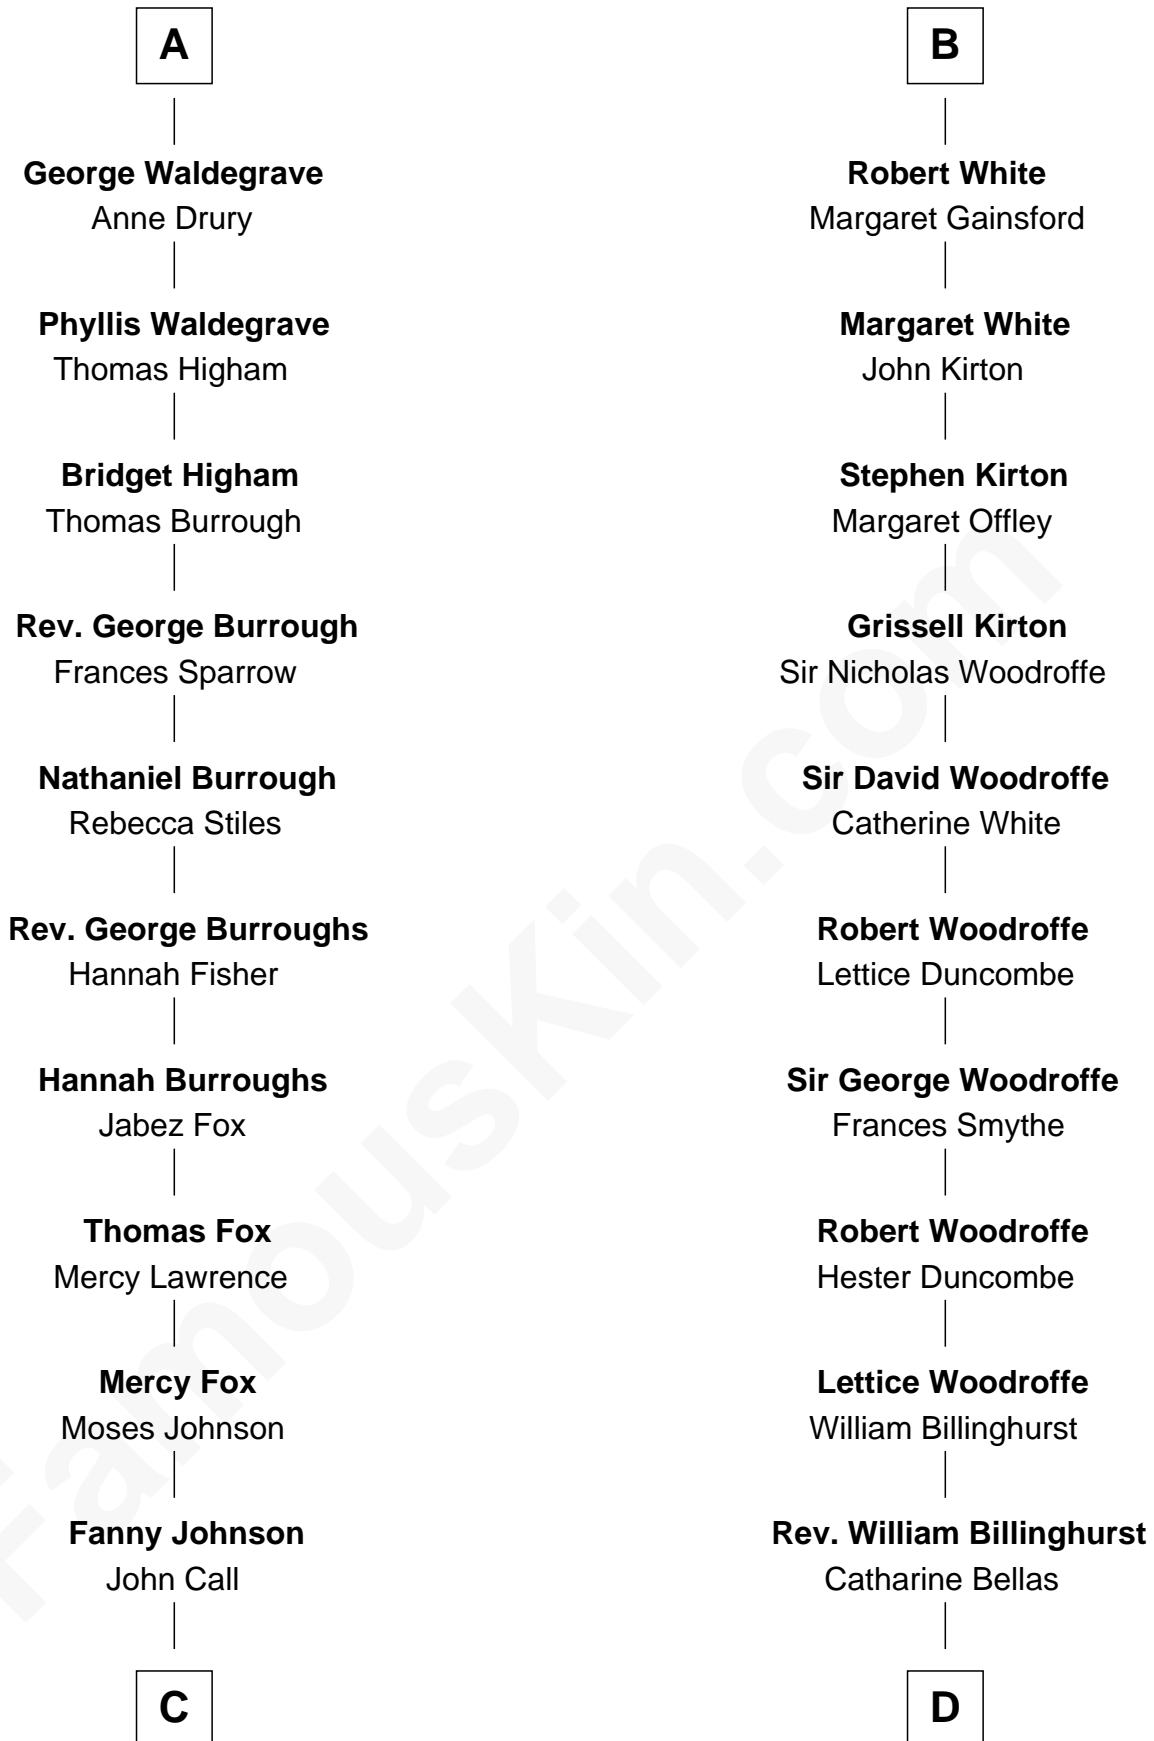 A
George Waldegrave
Anne Drury
Phyllis Waldegrave
Thomas Higham
Bridget Higham
Thomas Burrough
Rev. George Burrough
Frances Sparrow
Nathaniel Burrough
Rebecca Stiles
Rev. George Burroughs
Hannah Fisher
Hannah Burroughs
Jabez Fox
Thomas Fox
Mercy Lawrence
Mercy Fox
Moses Johnson
Fanny Johnson
John Call
C
B
Robert White
Margaret Gainsford
Margaret White
John Kirton
Stephen Kirton
Margaret Offley
Grissell Kirton
Sir Nicholas Woodroffe
Sir David Woodroffe
Catherine White
Robert Woodroffe
Lettice Duncombe
Sir George Woodroffe
Frances Smythe
Robert Woodroffe
Hester Duncombe
Lettice Woodroffe
William Billinghurst
Rev. William Billinghurst
Catharine Bellas
D
FamousKin.com